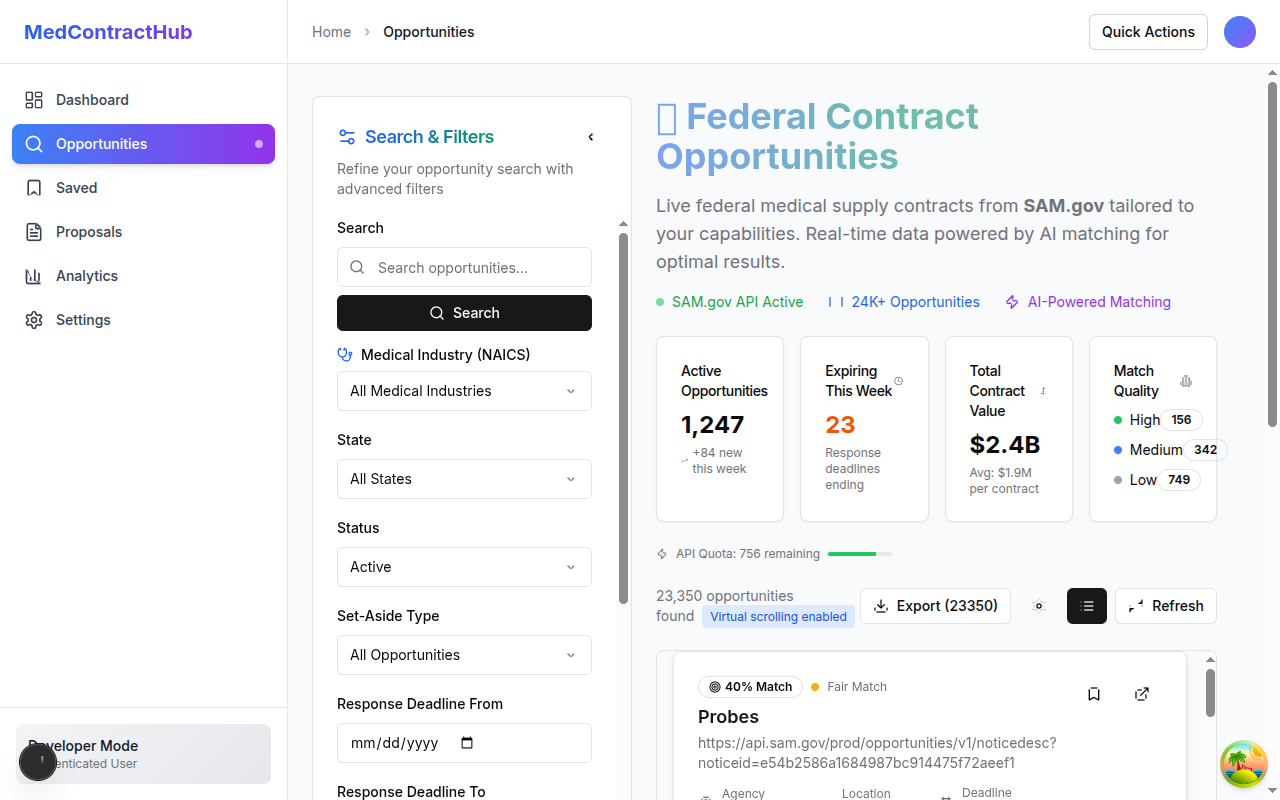 MedContractHub
Home
Opportunities
Quick Actions
Dashboard
Opportunities
Saved
Proposals
Analytics
Settings
Developer Mode
enticated User
Search & Filters
Refine your opportunity search with
advanced filters
Search
Search opportunities...
Search
Medical Industry (NAICS)
All Medical Industries
State
All States
Status
Active
Set-Aside Type
All Opportunities
Response Deadline From
mm/dd/yyyy
Response Deadline To
Federal Contract
Opportunities
Live federal medical supply contracts from SAM.gov tailored to
your capabilities. Real-time data powered by AI matching for
optimal results.
SAM.gov API Active
24K+ Opportunities
AI-Powered Matching
Active
Opportunities
1,247
+84 new
this week
Expiring
This Week
23
Response
deadlines
ending
Total
Contract
Value
$2.4B
Avg: $1.9M
per contract
Match
Quality
High 156
Medium 342
Low 749
API Quota: 756 remaining
23,350 opportunities
found
Virtual scrolling enabled
Export (23350)
Refresh
40% Match
Fair Match
Probes
https://api.sam.gov/prod/opportunities/v1/noticedesc?
noticeid=e54b2586a1684987bc914475f72aeef1
Agency
Location
Deadline